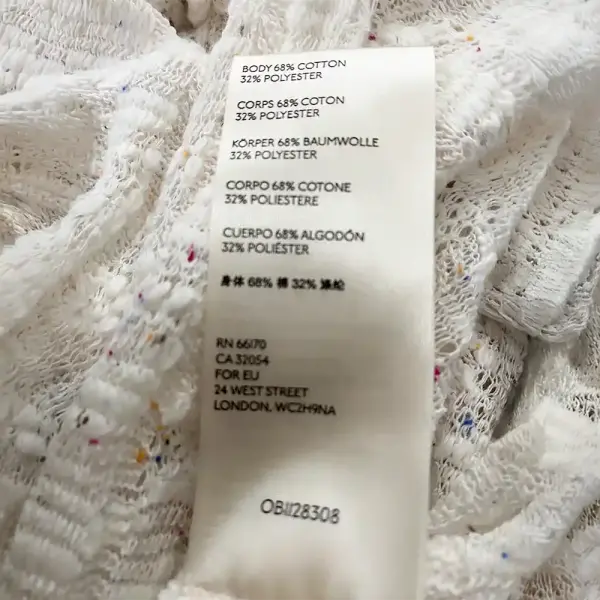 BODY 68% COTTON
32% POLYESTER
CORPS 68% COTON
32% POLYESTER
KÖRPER 68% BAUMWOLLE
32% POLYESTER
CORPO 68% COTONE
32% POLIESTERE
CUERPO 68% ALGODÓN
32% POLIÉSTER
身体 68% 棉 32% 涤纶
RN 66170
CA 32054
FOR EU
24 WEST STREET
LONDON, WC2H9NA
OB1128308